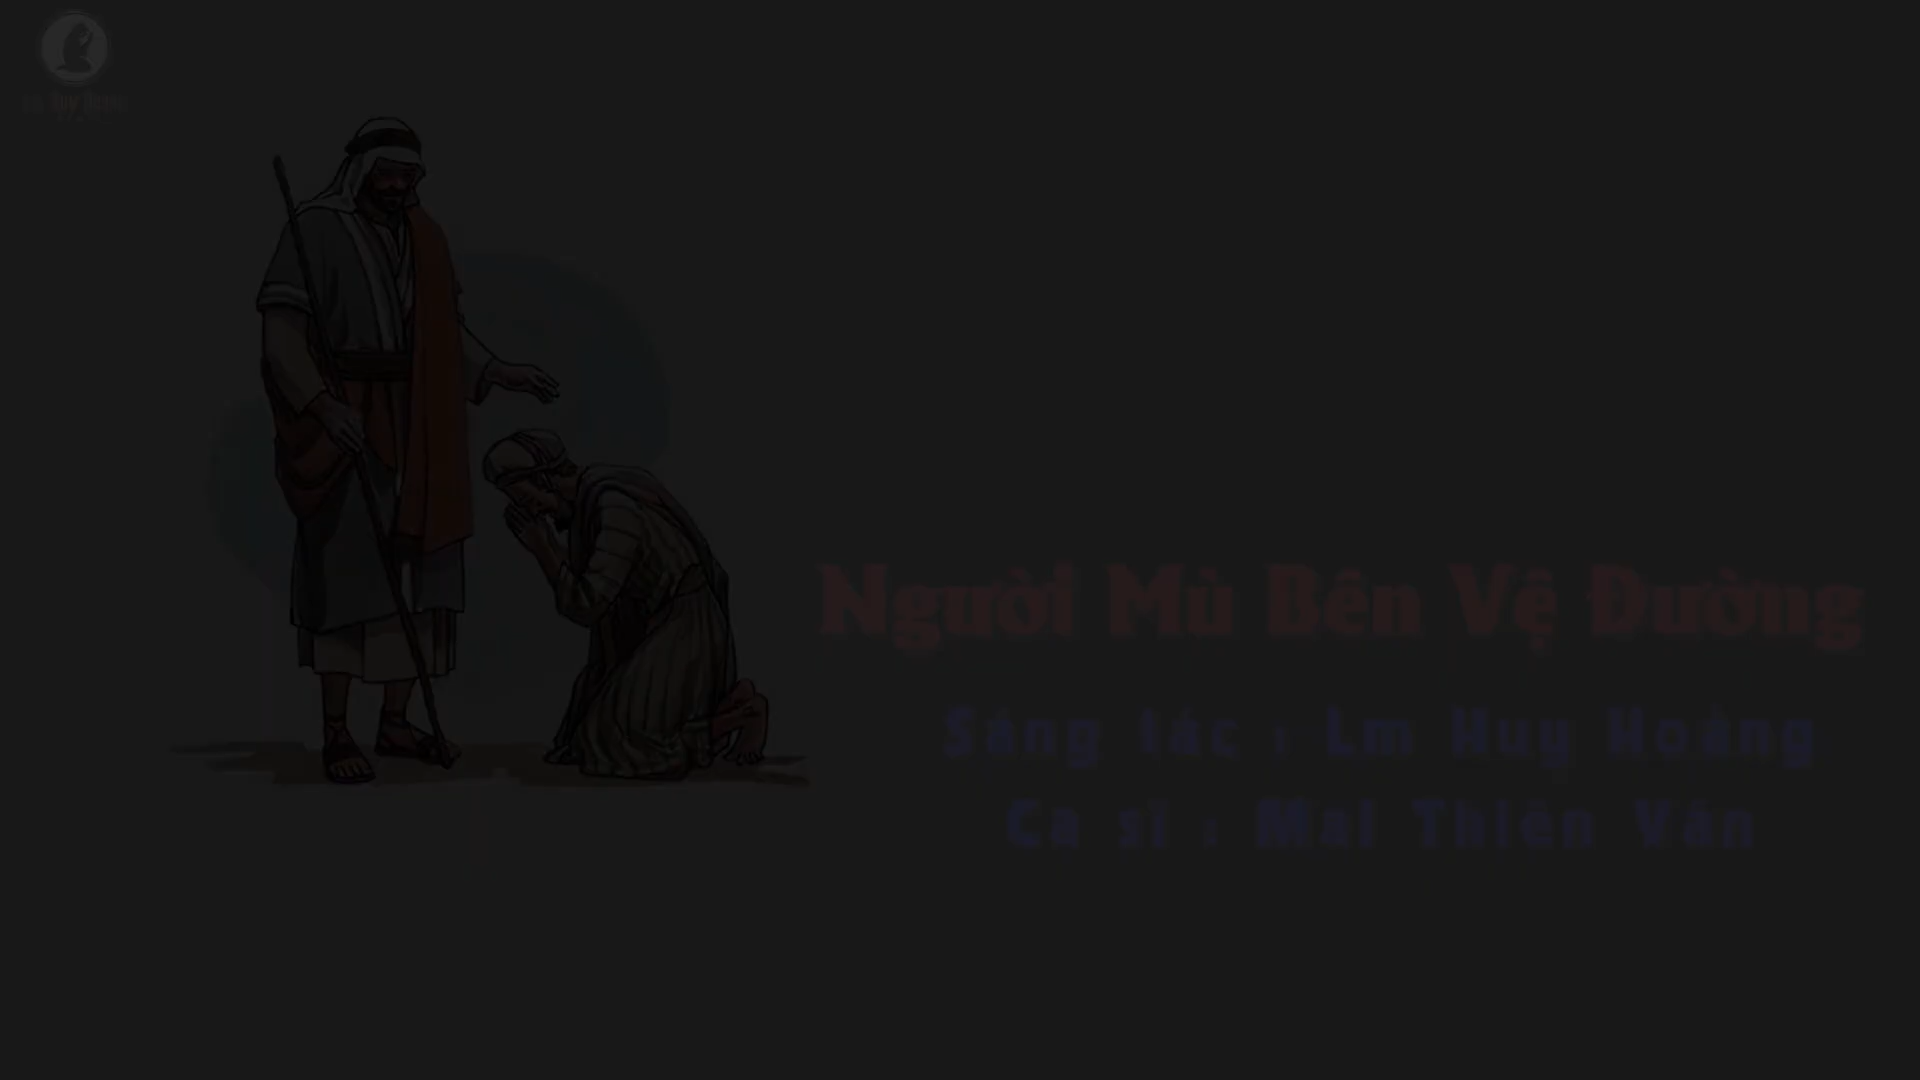 Người Mù Bên Vệ Đường
Sáng tác : Lm Huy Hoàng
Ca sĩ : Mai Thiên Vân